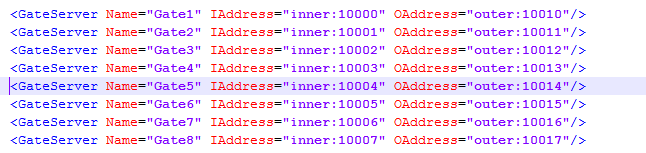 <GateServer Name="Gate1" IAddress="inner:10000" OAddress="outer:10010"/>
<GateServer Name="Gate2" IAddress="inner:10001" OAddress="outer:10011"/>
<GateServer Name="Gate3" IAddress="inner:10002" OAddress="outer:10012"/>
<GateServer Name="Gate4" IAddress="inner:10003" OAddress="outer:10013"/>
<GateServer Name="Gate5" IAddress="inner:10004" OAddress="outer:10014"/>
<GateServer Name="Gate6" IAddress="inner:10005" OAddress="outer:10015"/>
<GateServer Name="Gate7" IAddress="inner:10006" OAddress="outer:10016"/>
<GateServer Name="Gate8" IAddress="inner:10007" OAddress="outer:10017"/>